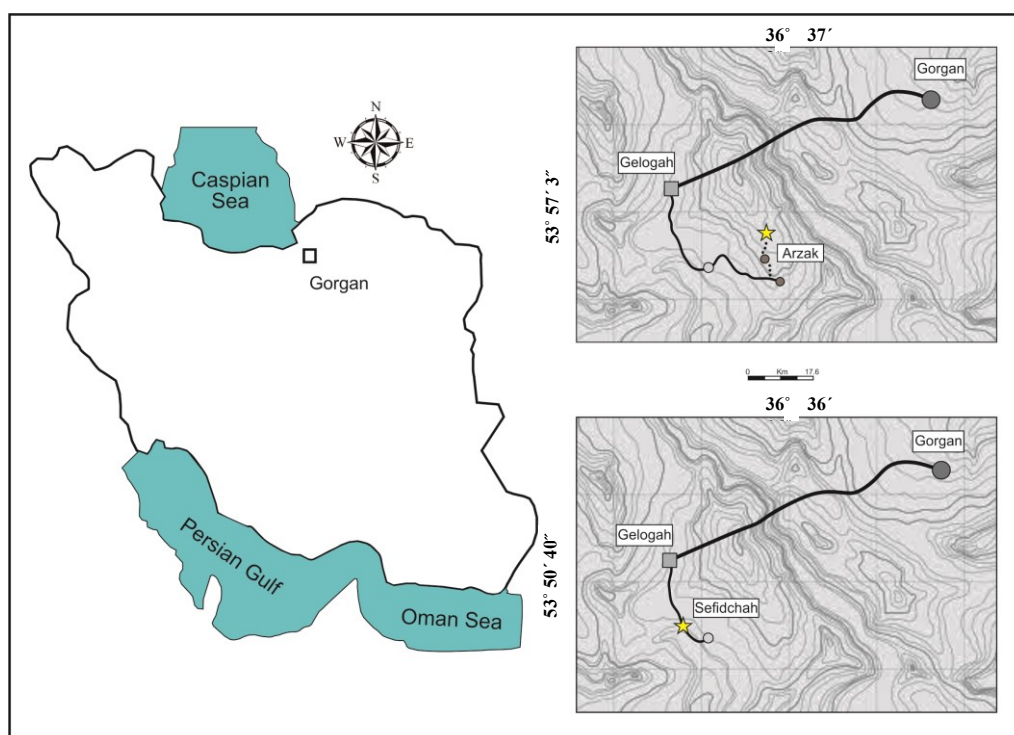 Caspian
Sea
N
W
E
S
Gorgan
Persian Gulf
Oman Sea
36° 37′
Gorgan
Gelogah
Arzak
53° 57′ 3″
0 Km 17.6
36° 36′
Gorgan
Gelogah
Sefidchah
53° 50′ 40″